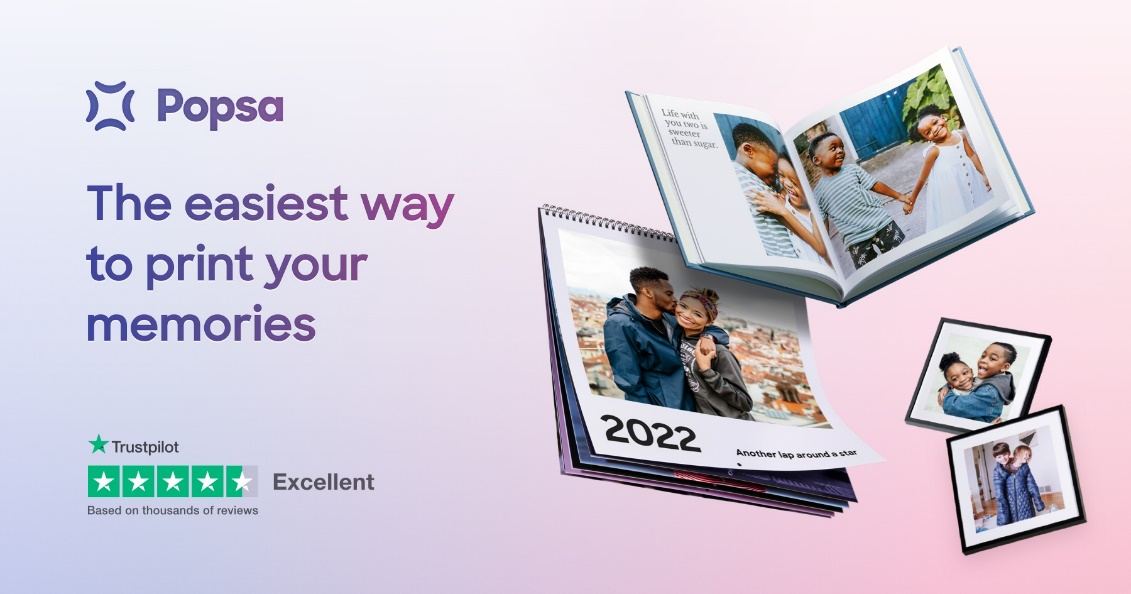 Popsa
The easiest way
to print your
memories
Trustpilot
Excellent
Based on thousands of reviews
Life with
you two is
sweeter
than sugar.
2022
Another lap around a star